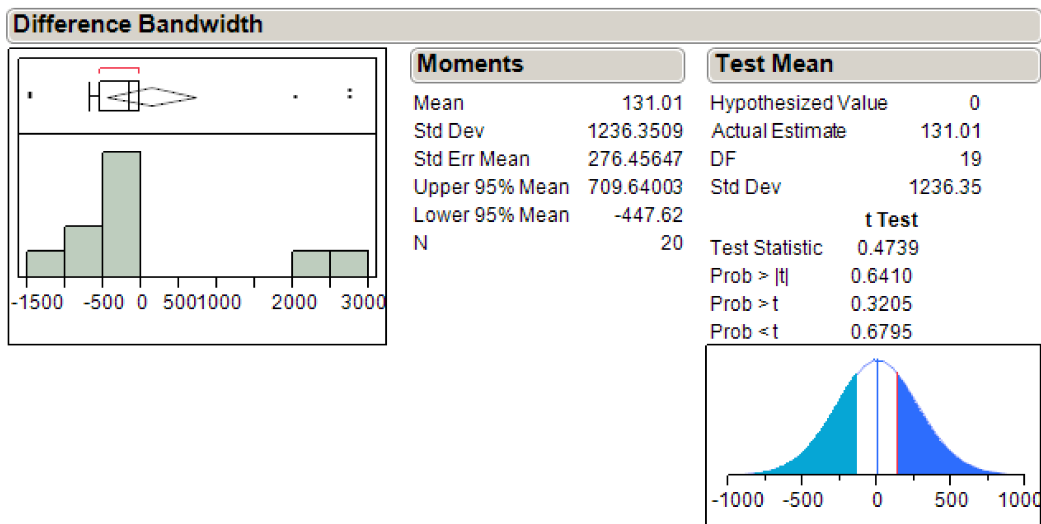 Difference Bandwidth
-1500 -500 0 5001000 2000 3000
Moments
Mean 131.01
Std Dev 1236.3509
Std Err Mean 276.45647
Upper 95% Mean 709.64003
Lower 95% Mean -447.62
N 20
Test Mean
Hypothesized Value 0
Actual Estimate 131.01
DF 19
Std Dev 1236.35
t Test
Test Statistic 0.4739
Prob > |t| 0.6410
Prob > t 0.3205
Prob < t 0.6795
-1000 -500 0 500 1000